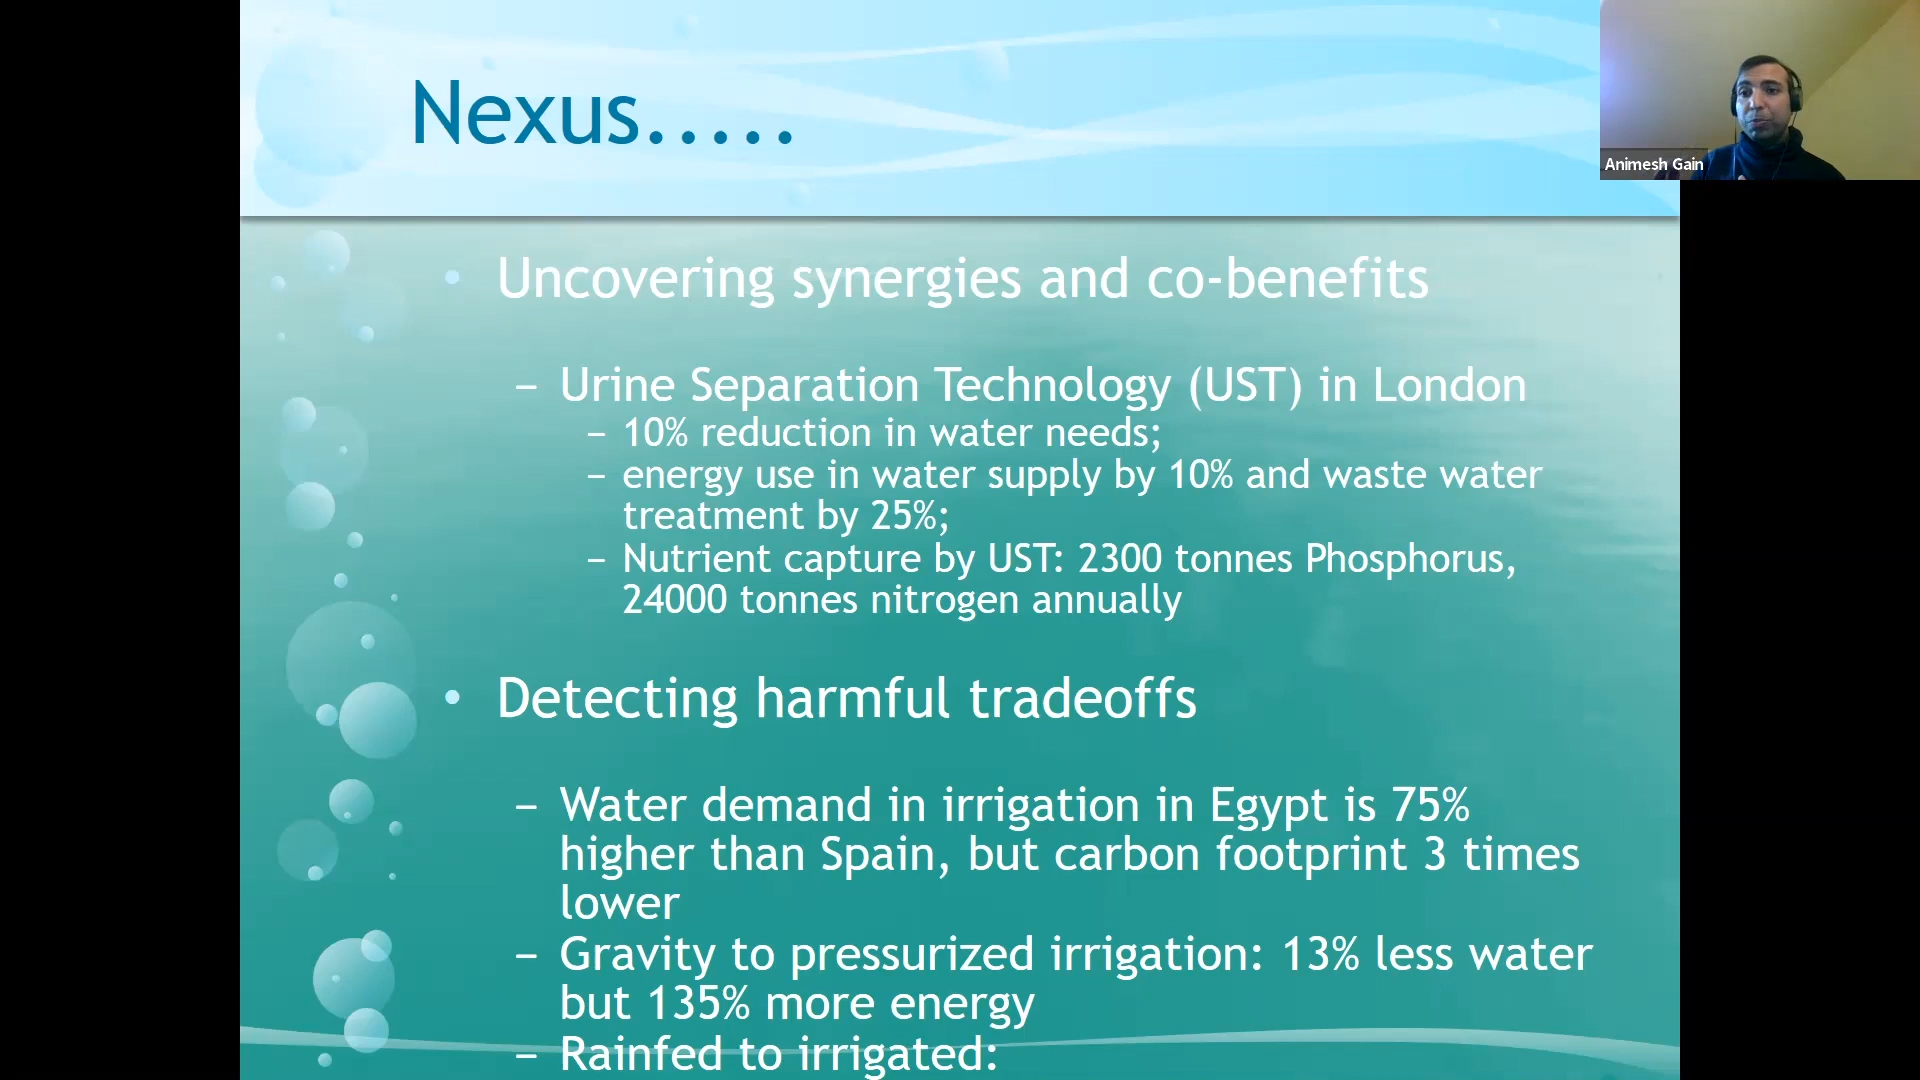 Nexus.....
Animesh Gain
• Uncovering synergies and co-benefits
– Urine Separation Technology (UST) in London
– 10% reduction in water needs;
– energy use in water supply by 10% and waste water
treatment by 25%;
– Nutrient capture by UST: 2300 tonnes Phosphorus,
24000 tonnes nitrogen annually
• Detecting harmful tradeoffs
– Water demand in irrigation in Egypt is 75%
higher than Spain, but carbon footprint 3 times
lower
– Gravity to pressurized irrigation: 13% less water
but 135% more energy
– Rainfed to irrigated: